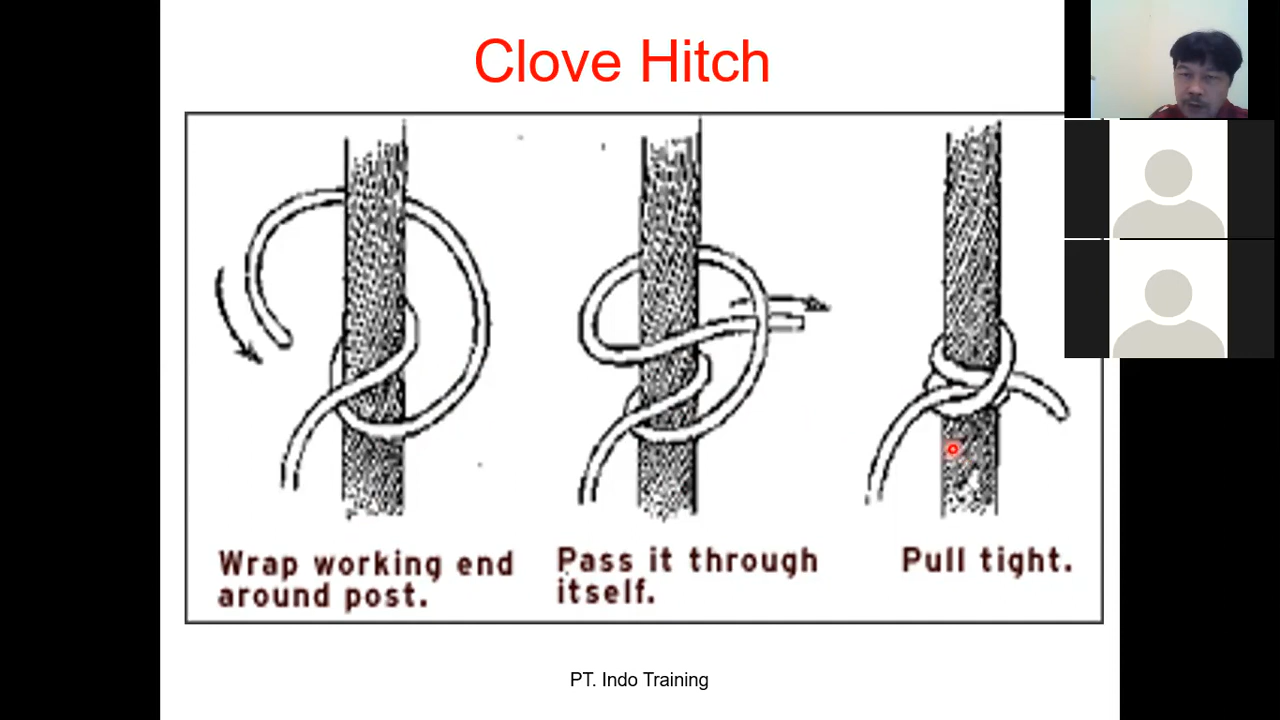 Clove Hitch
Wrap working end
around post.
Pass it through
itself.
Pull tight.
PT. Indo Training